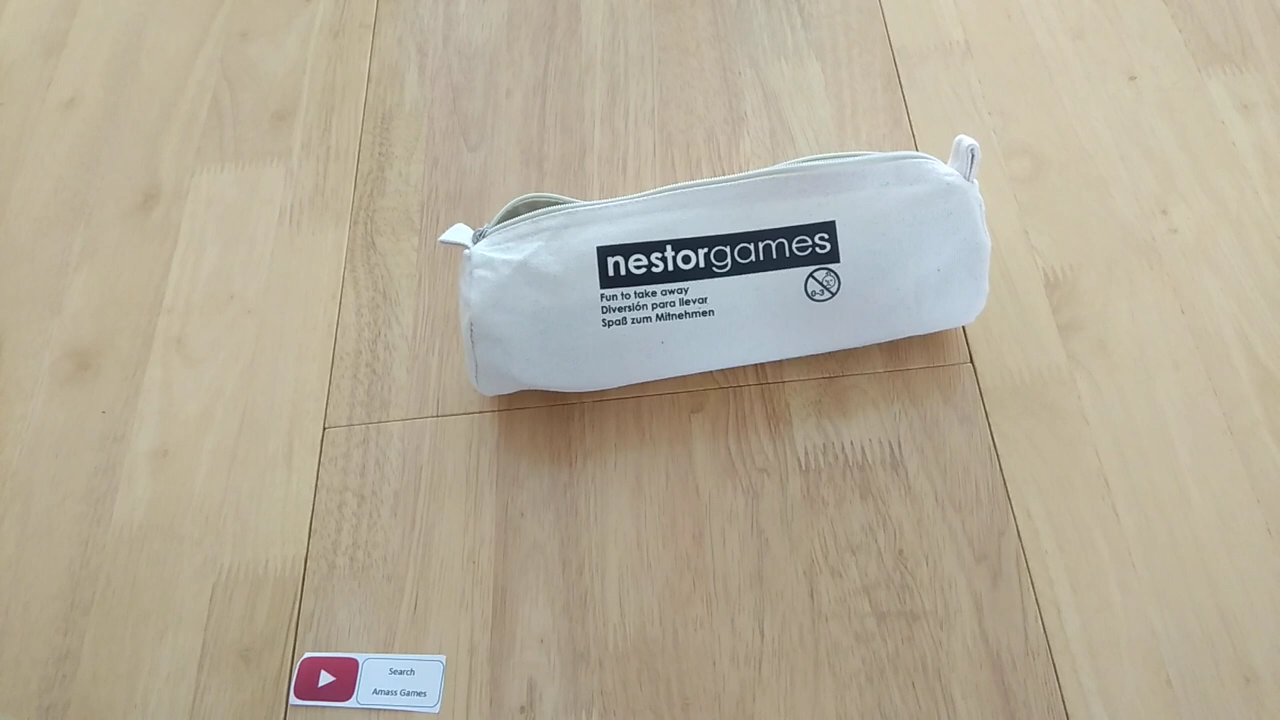 nestorgames
Fun to take away
Diversión para llevar
Spaß zum Mitnehmen
0-3
Search
Amass Games